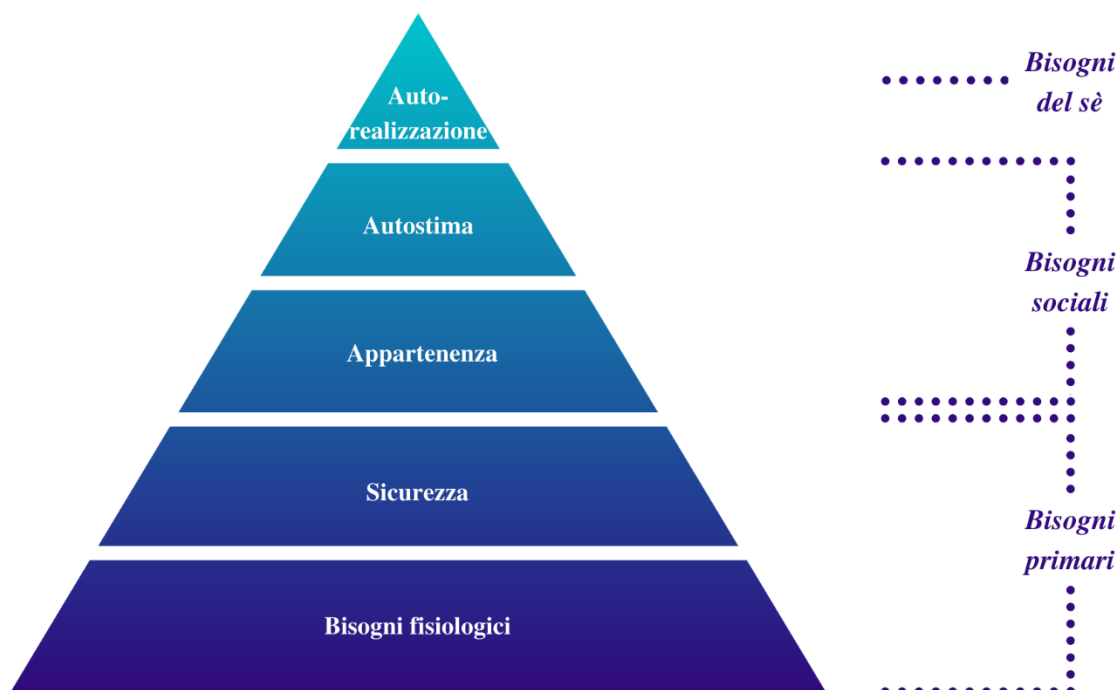 Auto-
realizzazione
Autostima
Appartenenza
Sicurezza
Bisogni fisiologici
Bisogni
del sè
Bisogni
sociali
Bisogni
primari